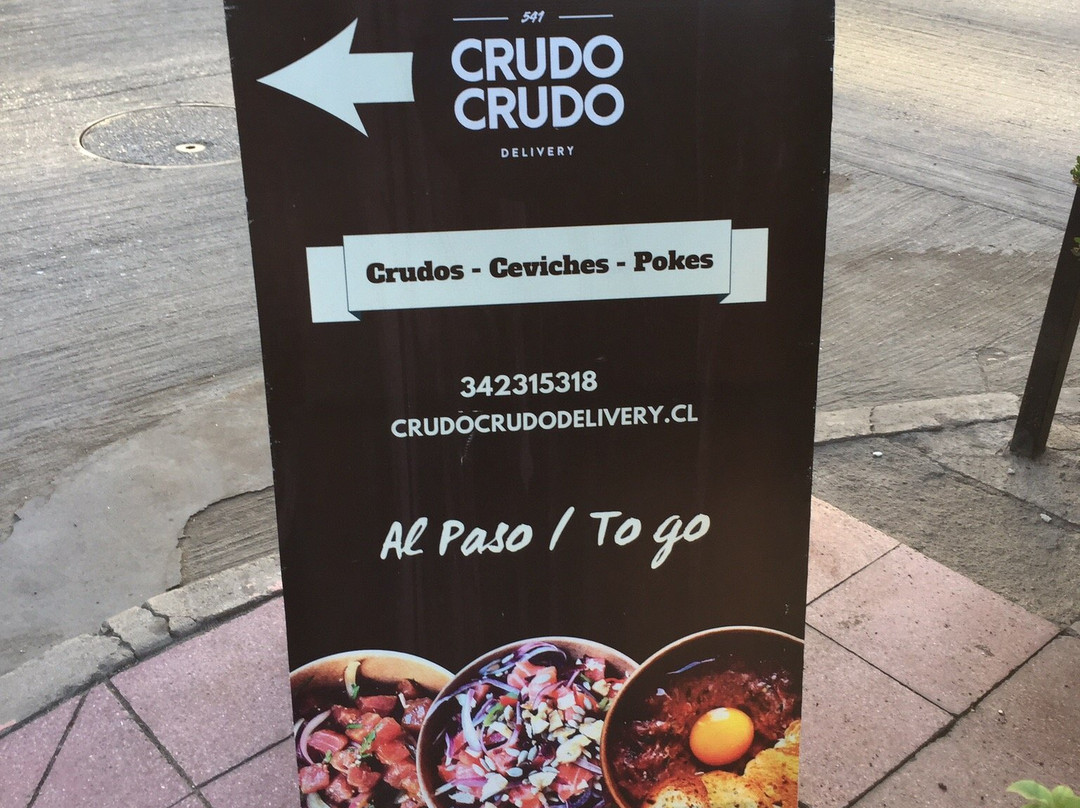 541
CRUDO
CRUDO
DELIVERY
Crudos - Ceviches - Pokes
342315318
CRUDOCRUDODELIVERY.CL
Al Paso / To go